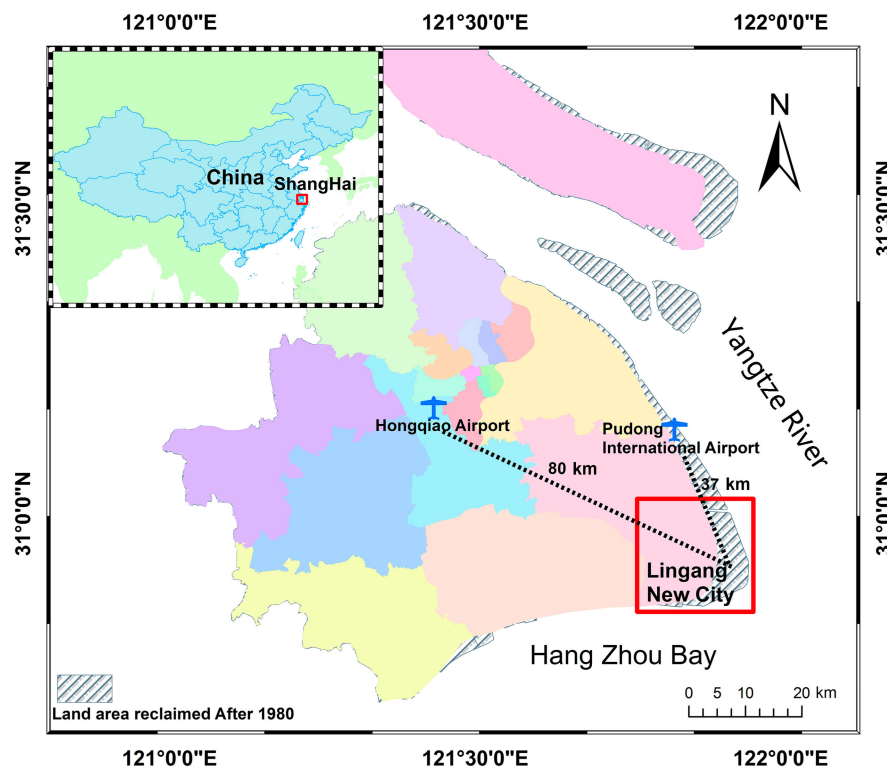 121°0'0"E
121°30'0"E
122°0'0"E
N
China
ShangHai
31°30'0"N
31°30'0"N
Yangtze River
Hongqiao Airport
Pudong
International Airport
80 km
37 km
31°0'0"N
31°0'0"N
Lingang
New City
Hang Zhou Bay
Land area reclaimed After 1980
0 5 10 20 km
121°0'0"E
121°30'0"E
122°0'0"E